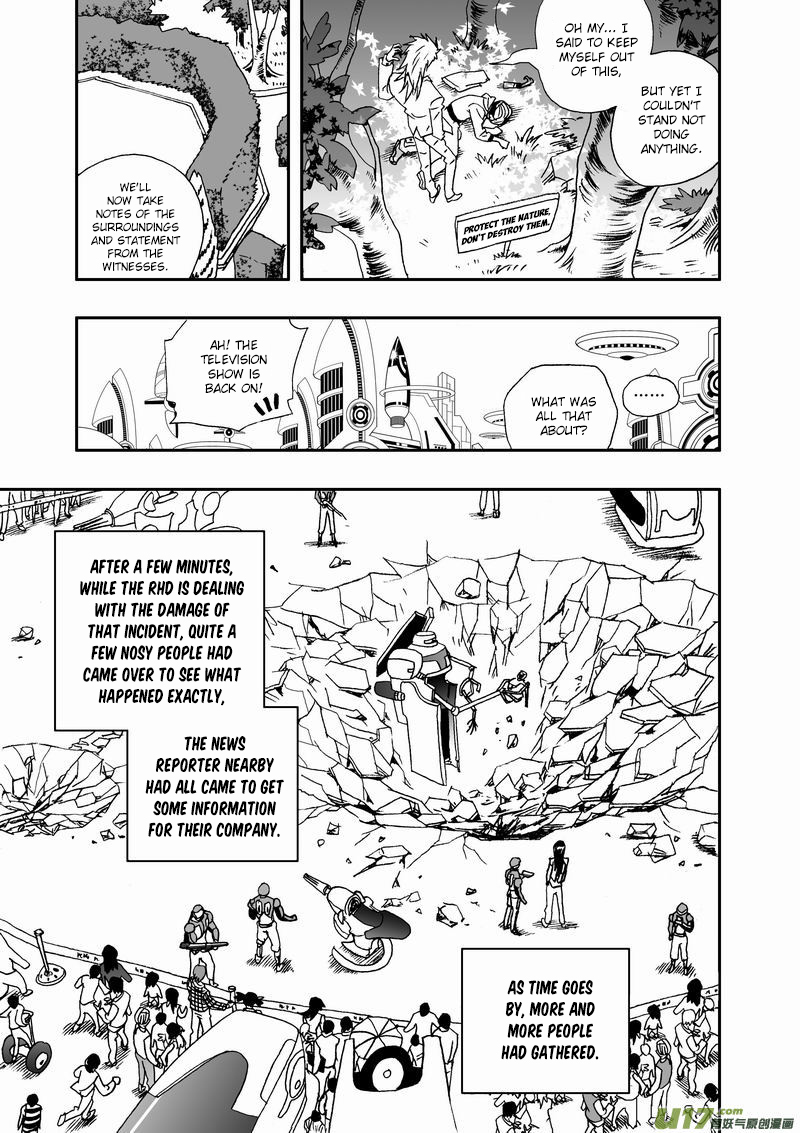 OH MY... I
SAID TO KEEP
MYSELF OUT
OF THIS,
BUT YET I
COULDN'T
STAND NOT
DOING
ANYTHING.
PROTECT THE NATURE,
DON'T DESTROY THEM.
WE'LL
NOW TAKE
NOTES OF THE
SURROUNDINGS
AND STATEMENT
FROM THE
WITNESSES.
......
WHAT WAS
ALL THAT
ABOUT?
AH! THE
TELEVISION
SHOW IS
BACK ON!
AFTER A FEW MINUTES,
WHILE THE RHD IS DEALING
WITH THE DAMAGE OF
THAT INCIDENT, QUITE A
FEW NOSY PEOPLE HAD
CAME OVER TO SEE WHAT
HAPPENED EXACTLY,
THE NEWS
REPORTER NEARBY
HAD ALL CAME TO GET
SOME INFORMATION
FOR THEIR COMPANY.
AS TIME GOES
BY, MORE AND
MORE PEOPLE
HAD GATHERED.
U17.com
有妖气原创漫画